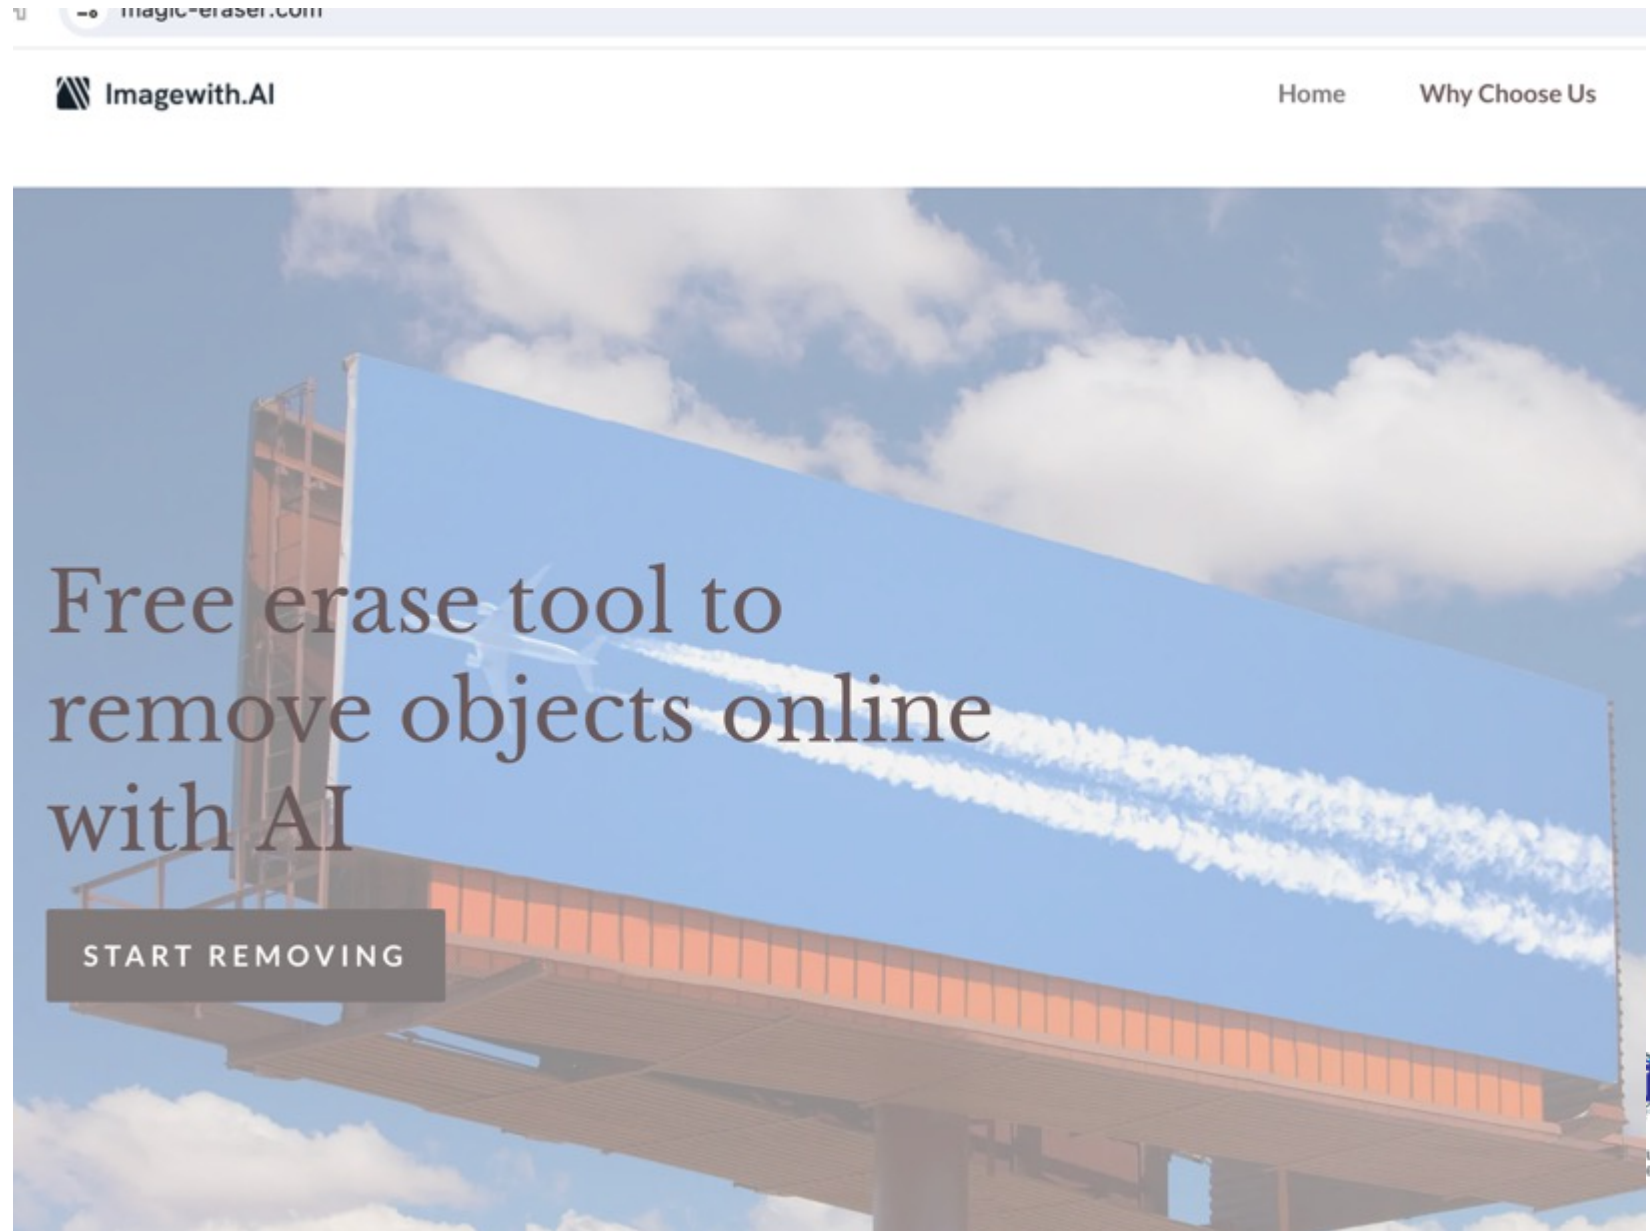 magic-eraser.com
Imagewith.AI
Home
Why Choose Us
Free erase tool to
remove objects online
with AI
START REMOVING